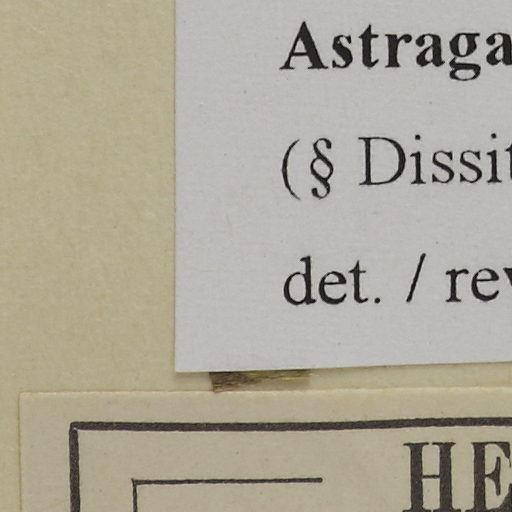 Astraga
(§ Dissit
det. / rev
HE